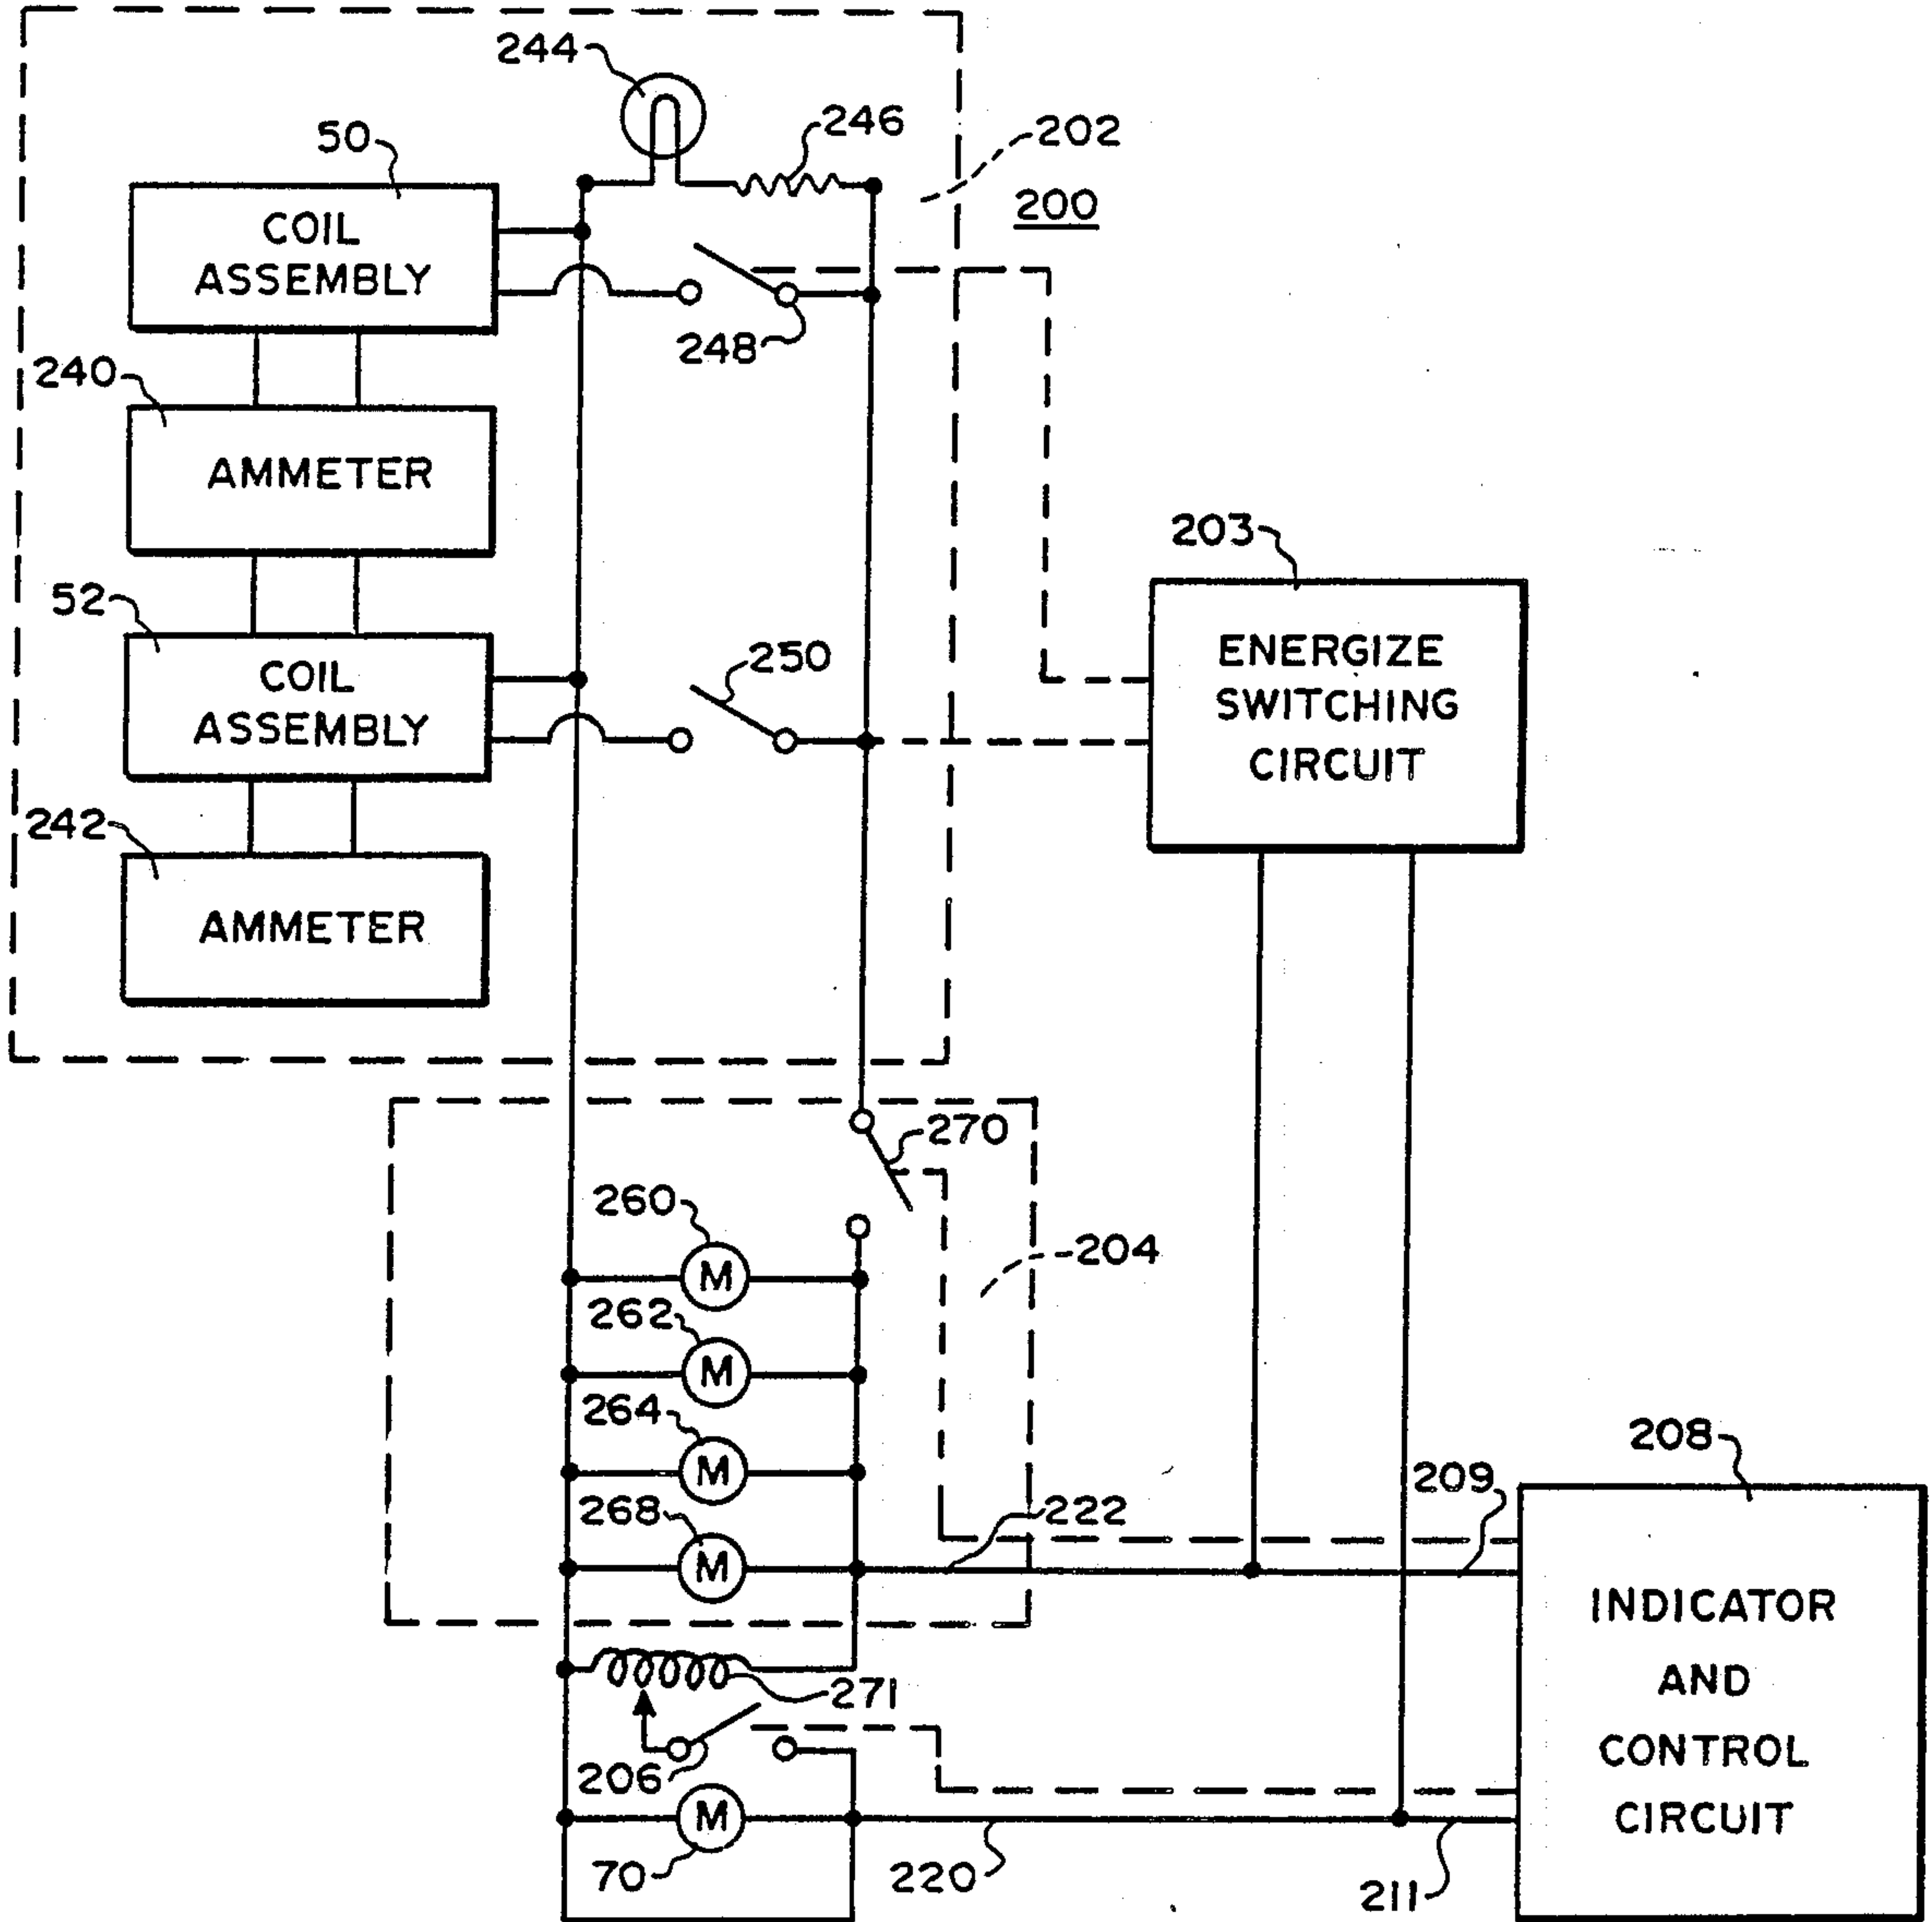 244
246
202
50
200
COIL
ASSEMBLY
248
240
AMMETER
203
52
250
ENERGIZE
SWITCHING
CIRCUIT
COIL
ASSEMBLY
242
AMMETER
270
260
M
204
262
M
264
M
208
209
268
M
222
INDICATOR
AND
CONTROL
CIRCUIT
271
206
M
70
220
211